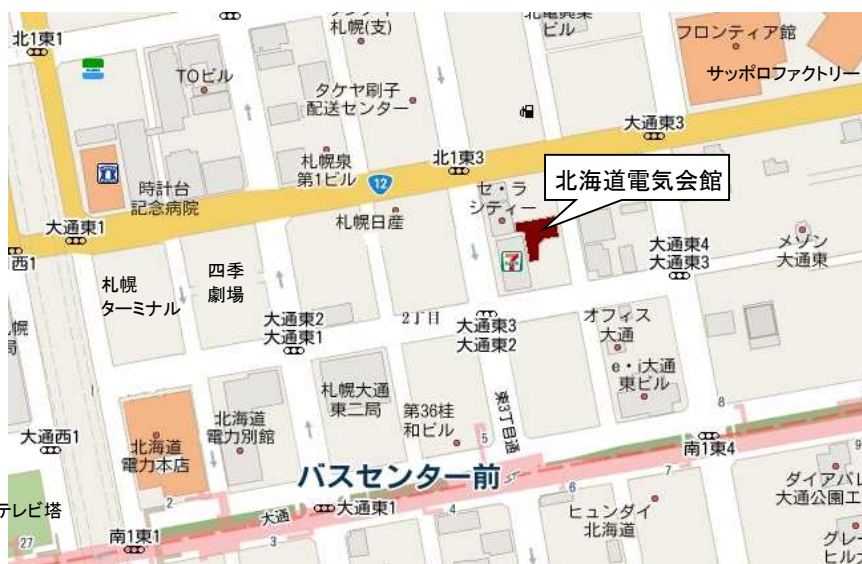 北1東1
札幌(支)
ビル
フロンティア館
サッポロファクトリー
TOビル
タケヤ刷子
配送センター
大通東3
札幌泉
第1ビル
北1東3
12
北海道電気会館
時計台
記念病院
セ・ラ
シティー
札幌日産
大通東1
西1
大通東4
大通東3
メゾン
大通東
札幌
ターミナル
四季
劇場
7
大通東2
大通東1
2丁目
大通東3
大通東2
オフィス
大通
e・i大通
東ビル
札幌大通
東二局
北海道
電力別館
第36桂
和ビル
東3丁目通
8
大通西1
北海道
電力本店
5
南1東4
9
バスセンター前
7
ダイアパレ
大通公園エ
テレビ塔
2
大通
大通東1
4
6
ヒュンダイ
北海道
27
南1東1
3
グレー
ヒルズ